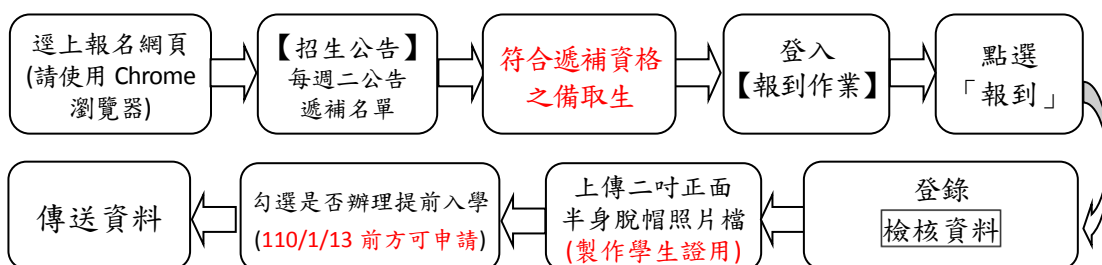 逕上報名網頁
(請使用 Chrome
瀏覽器)
【招生公告】
每週二公告
遞補名單
符合遞補資格
之備取生
登入
【報到作業】
點選
「報到」
登錄
檢核資料
上傳二吋正面
半身脫帽照片檔
(製作學生證用)
勾選是否辦理提前入學
(110/1/13 前方可申請)
傳送資料